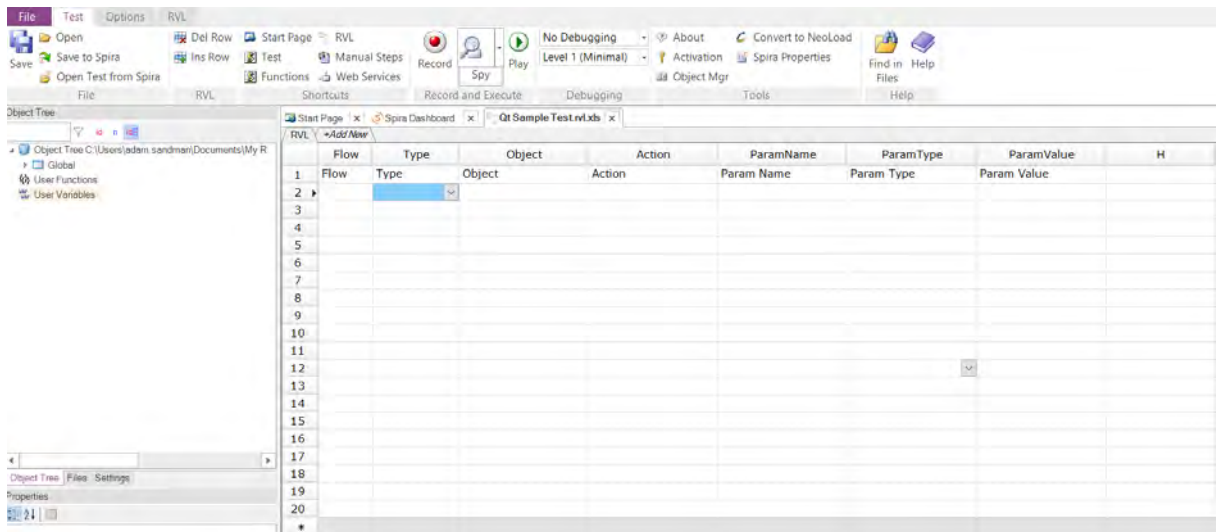 File Test Options RVL
Open Del Row Start Page RVL No Debugging About Convert to NeoLoad
Save Save to Spira Ins Row Test Manual Steps Record Spy Play Level 1 (Minimal) Activation Spira Properties Find in Files Help
Open Test from Spira Functions Web Services Object Mgr
File RVL Shortcuts Record and Execute Debugging Tools Help
Object Tree
Start Page x Spira Dashboard x Qt Sample Test.rvl.xls x
RVL +Add New
Object Tree C:\Users\adam.sandman\Documents\My R
Global
User Functions
User Variables
Flow Type Object Action ParamName ParamType ParamValue H
1 Flow Type Object Action Param Name Param Type Param Value
2
3
4
5
6
7
8
9
10
11
12
13
14
15
16
17
18
19
20
*
Object Tree Files Settings
Properties